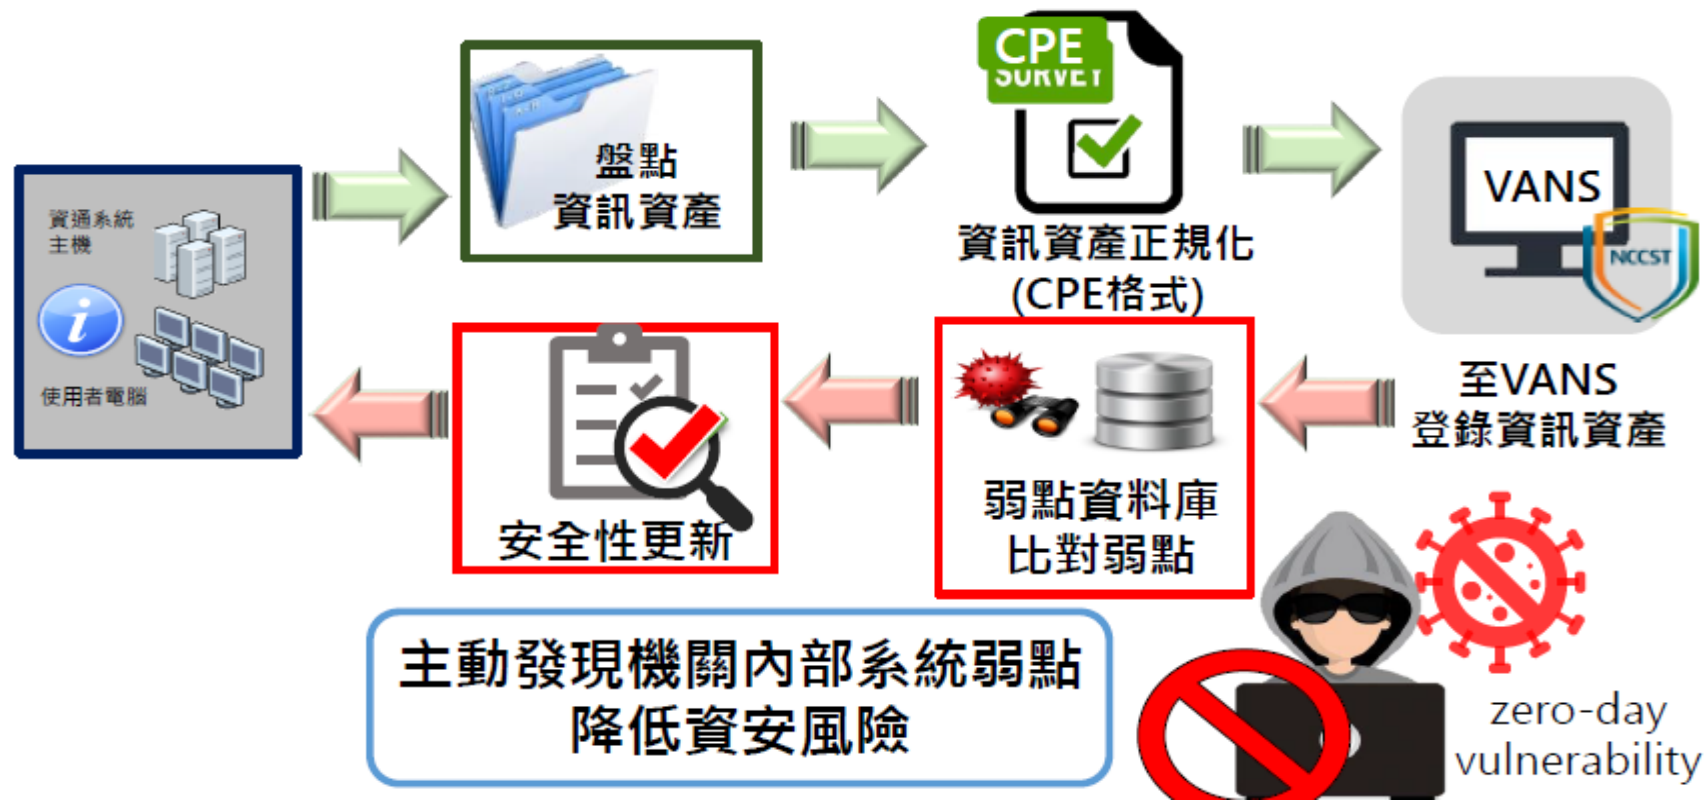 資通系統
主機
使用者電腦
盤點
資訊資產
CPE
SURVEY
資訊資產正規化
(CPE格式)
VANS
NCCST
至VANS
登錄資訊資產
弱點資料庫
比對弱點
安全性更新
主動發現機關內部系統弱點
降低資安風險
zero-day
vulnerability